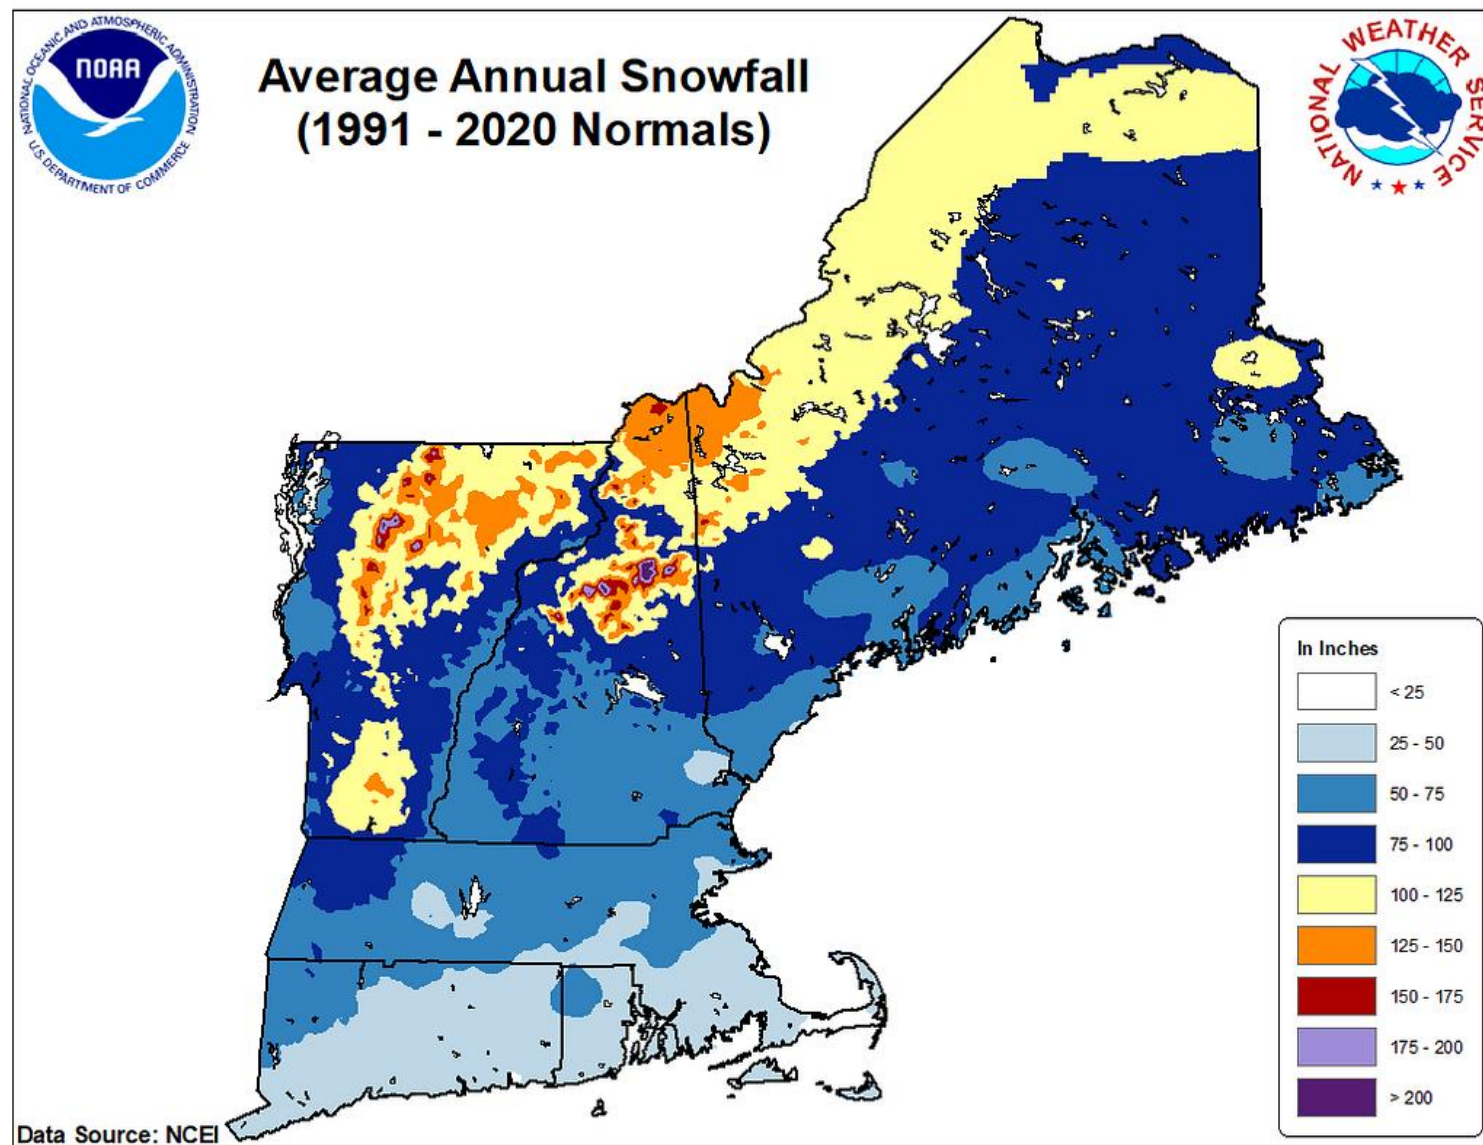 NATIONAL OCEANIC AND ATMOSPHERIC ADMINISTRATION
NOAA
U.S. DEPARTMENT OF COMMERCE
Average Annual Snowfall
(1991 - 2020 Normals)
NATIONAL WEATHER SERVICE
In Inches
< 25
25 - 50
50 - 75
75 - 100
100 - 125
125 - 150
150 - 175
175 - 200
> 200
Data Source: NCEI